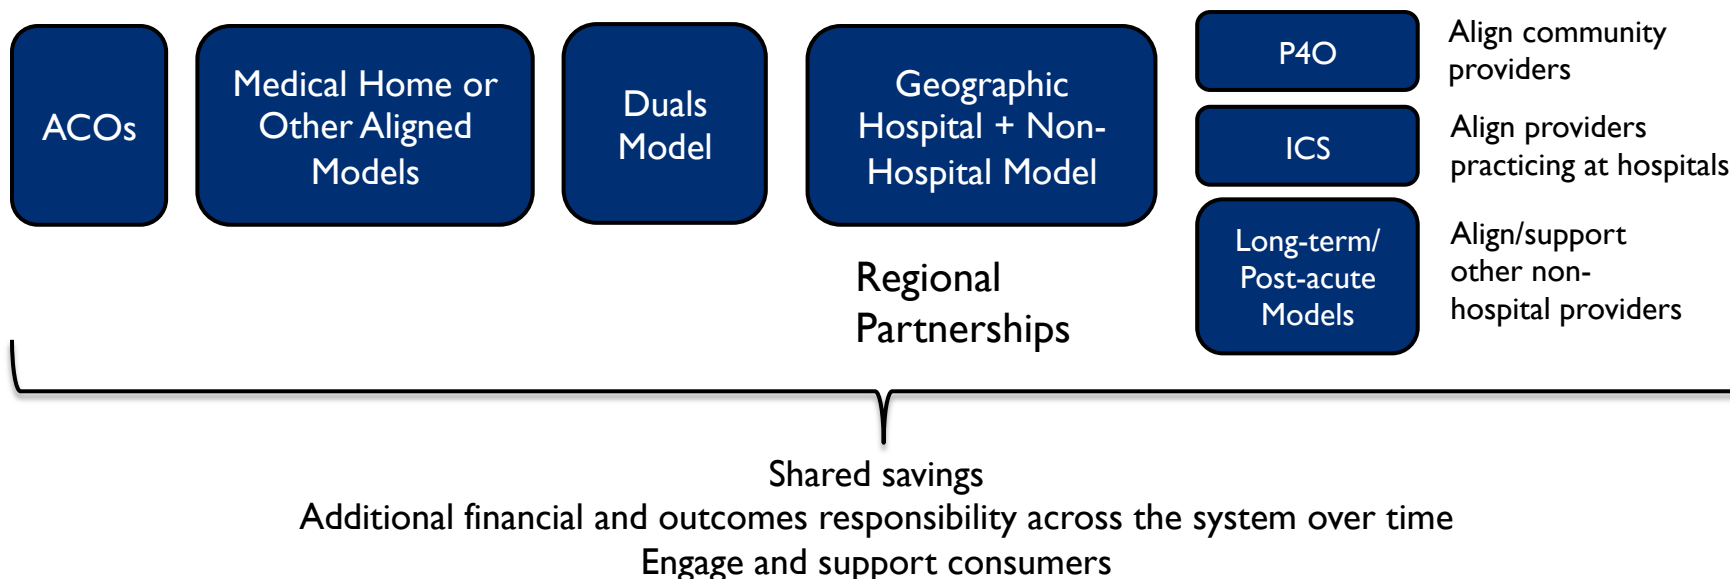 ACOs
Medical Home or
Other Aligned
Models
Duals
Model
Geographic
Hospital + Non-
Hospital Model
P4O
Align community
providers
ICS
Align providers
practicing at hospitals
Long-term/
Post-acute
Models
Align/support
other non-
hospital providers
Regional
Partnerships
Shared savings
Additional financial and outcomes responsibility across the system over time
Engage and support consumers